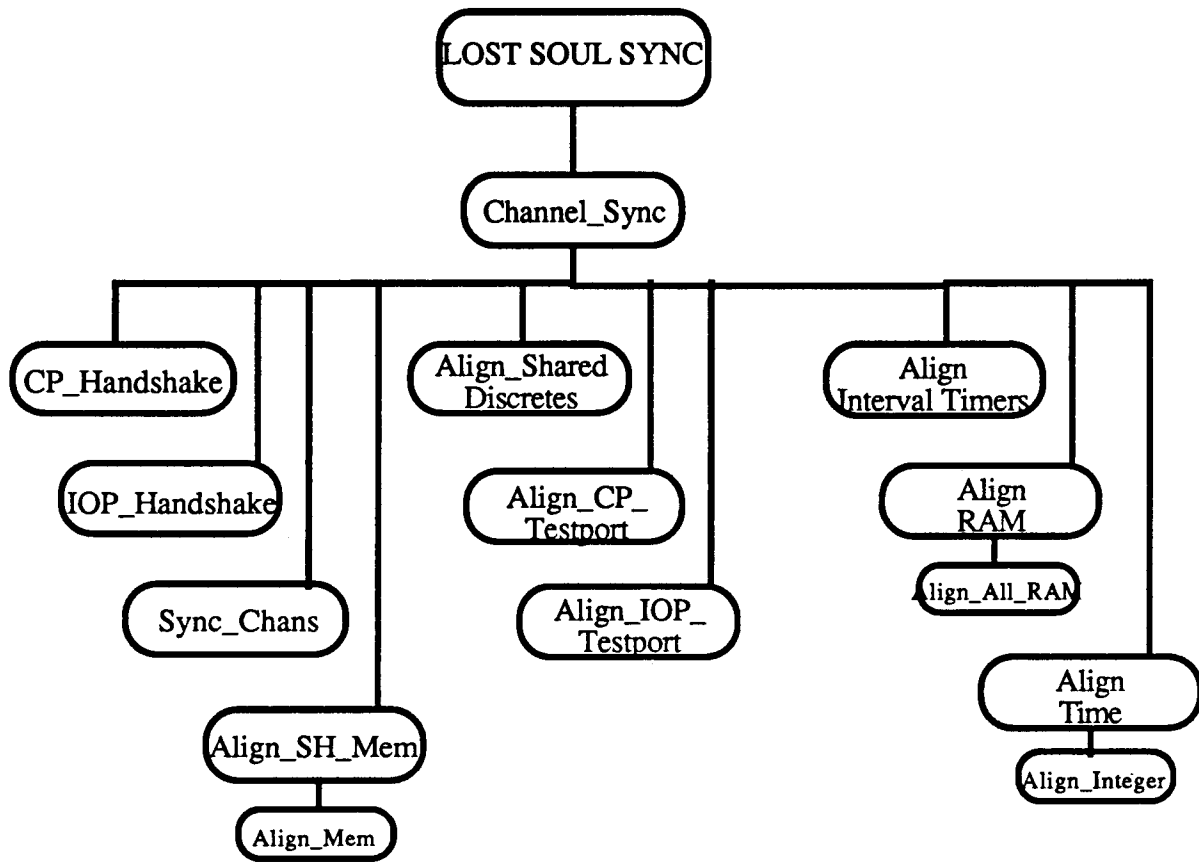 LOST SOUL SYNC
Channel_Sync
CP_Handshake
IOP_Handshake
Sync_Chans
Align_SH_Mem
Align_Mem
Align_Shared
Discretes
Align_CP_
Testport
Align_IOP_
Testport
Align
Interval Timers
Align
RAM
Align_All_RAM
Align
Time
Align_Integer